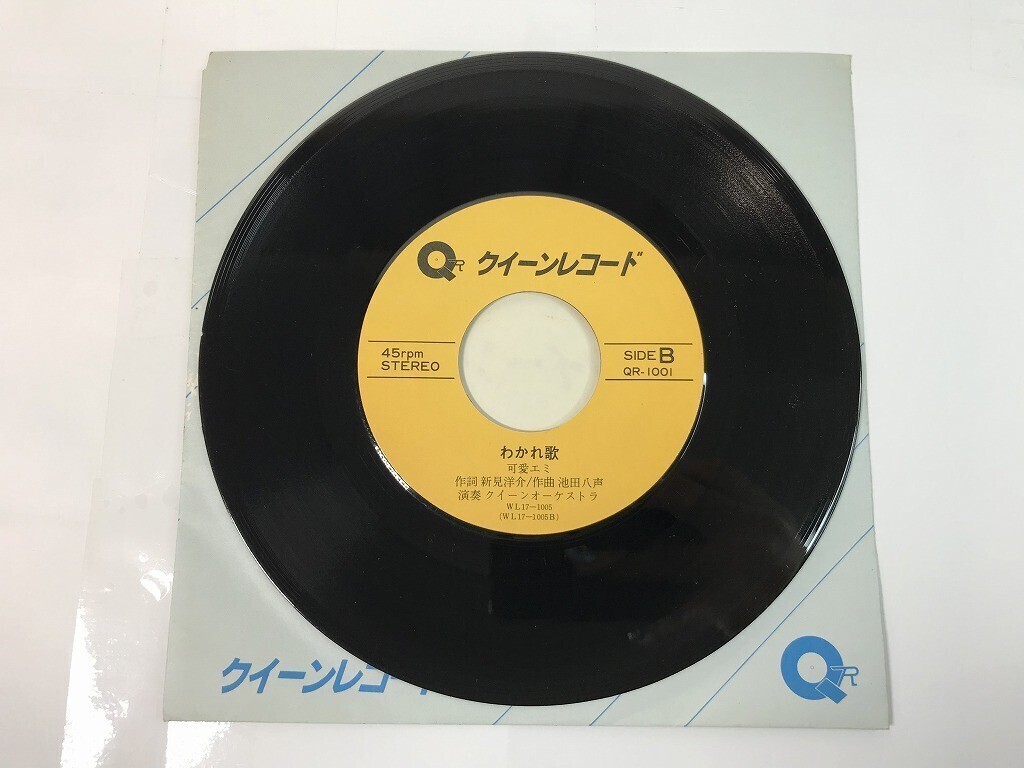 QR クイーンレコード
45rpm
STEREO
SIDE B
QR-1001
わかれ歌
可愛エミ
作詞 新見洋介/作曲 池田八声
演奏 クイーンオーケストラ
WL17-1005
(WL17-1005B)
クイーンレコー
QR